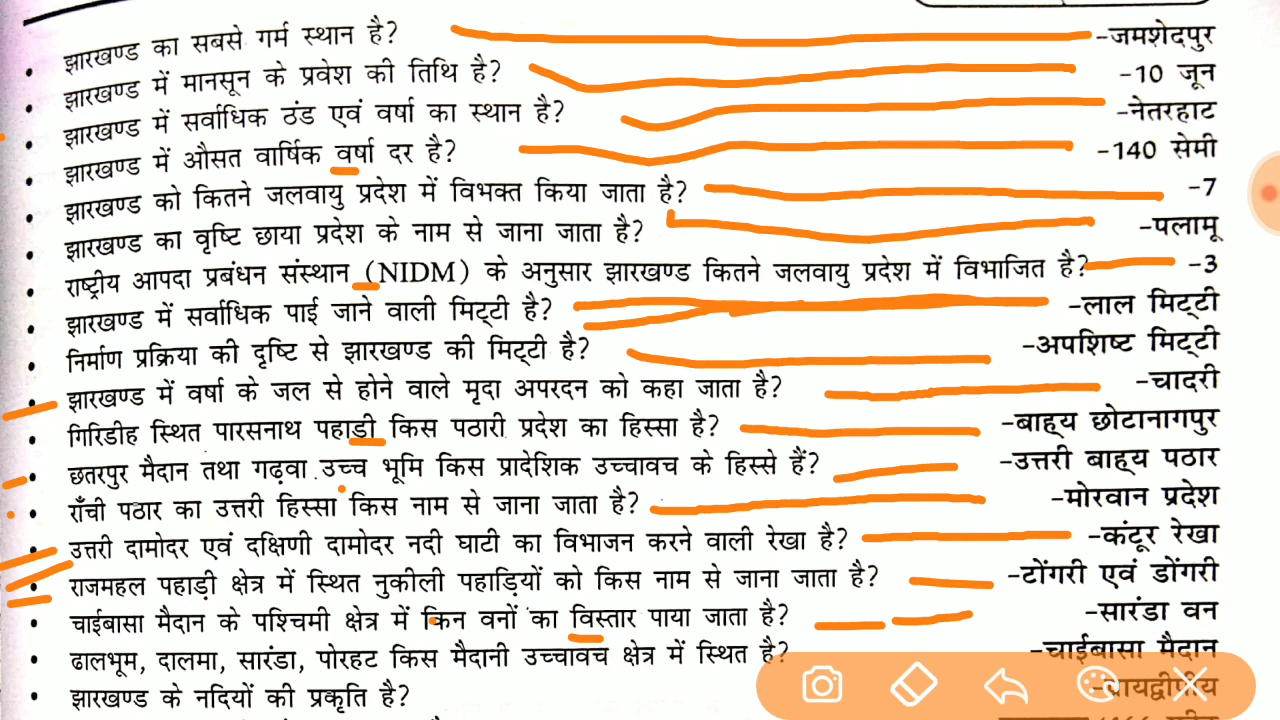 झारखण्ड का सबसे गर्म स्थान है? -जमशेदपुर
• झारखण्ड में मानसून के प्रवेश की तिथि है? -10 जून
• झारखण्ड में सर्वाधिक ठंड एवं वर्षा का स्थान है? -नेतरहाट
• झारखण्ड में औसत वार्षिक वर्षा दर है? -140 सेमी
• झारखण्ड को कितने जलवायु प्रदेश में विभक्त किया जाता है? -7
• झारखण्ड का वृष्टि छाया प्रदेश के नाम से जाना जाता है? -पलामू
• राष्ट्रीय आपदा प्रबंधन संस्थान (NIDM) के अनुसार झारखण्ड कितने जलवायु प्रदेश में विभाजित है? -3
• झारखण्ड में सर्वाधिक पाई जाने वाली मिट्टी है? -लाल मिट्टी
• निर्माण प्रक्रिया की दृष्टि से झारखण्ड की मिट्टी है? -अपशिष्ट मिट्टी
• झारखण्ड में वर्षा के जल से होने वाले मृदा अपरदन को कहा जाता है? -चादरी
• गिरिडीह स्थित पारसनाथ पहाड़ी किस पठारी प्रदेश का हिस्सा है? -बाह्य छोटानागपुर
• छतरपुर मैदान तथा गढ़वा उच्च भूमि किस प्रादेशिक उच्चावच के हिस्से हैं? -उत्तरी बाह्य पठार
• राँची पठार का उत्तरी हिस्सा किस नाम से जाना जाता है? -मोरवान प्रदेश
• उत्तरी दामोदर एवं दक्षिणी दामोदर नदी घाटी का विभाजन करने वाली रेखा है? -कंटूर रेखा
• राजमहल पहाड़ी क्षेत्र में स्थित नुकीली पहाड़ियों को किस नाम से जाना जाता है? -टोंगरी एवं डोंगरी
• चाईबासा मैदान के पश्चिमी क्षेत्र में किन वनों का विस्तार पाया जाता है? -सारंडा वन
• ढालभूम, दालमा, सारंडा, पोरहट किस मैदानी उच्चावच क्षेत्र में स्थित है? -चाईबासा मैदान
• झारखण्ड के नदियों की प्रकृति है?